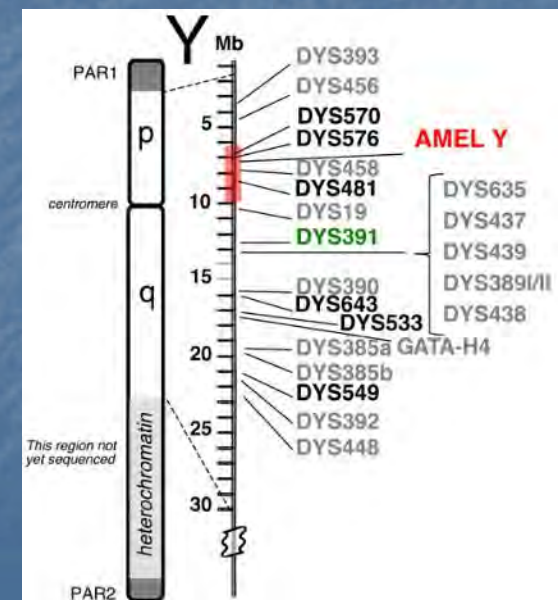 Y
Mb
PAR1
p
centromere
q
This region not
yet sequenced
heterochromatin
PAR2
5
10
15
20
25
30
DYS393
DYS456
DYS570
DYS576
AMEL Y
DYS458
DYS481
DYS19
DYS391
DYS635
DYS437
DYS439
DYS389I/II
DYS438
DYS390
DYS643
DYS533
DYS385a GATA-H4
DYS385b
DYS549
DYS392
DYS448